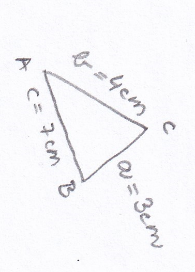 A
b = 4cm
C
c = 7cm
B
a = 3cm